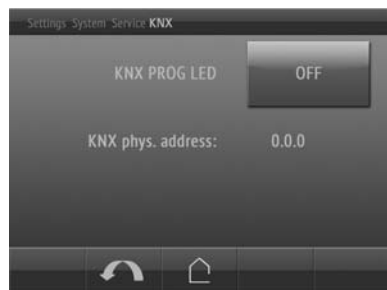 Settings System Service KNX
KNX PROG LED OFF
KNX phys. address: 0.0.0